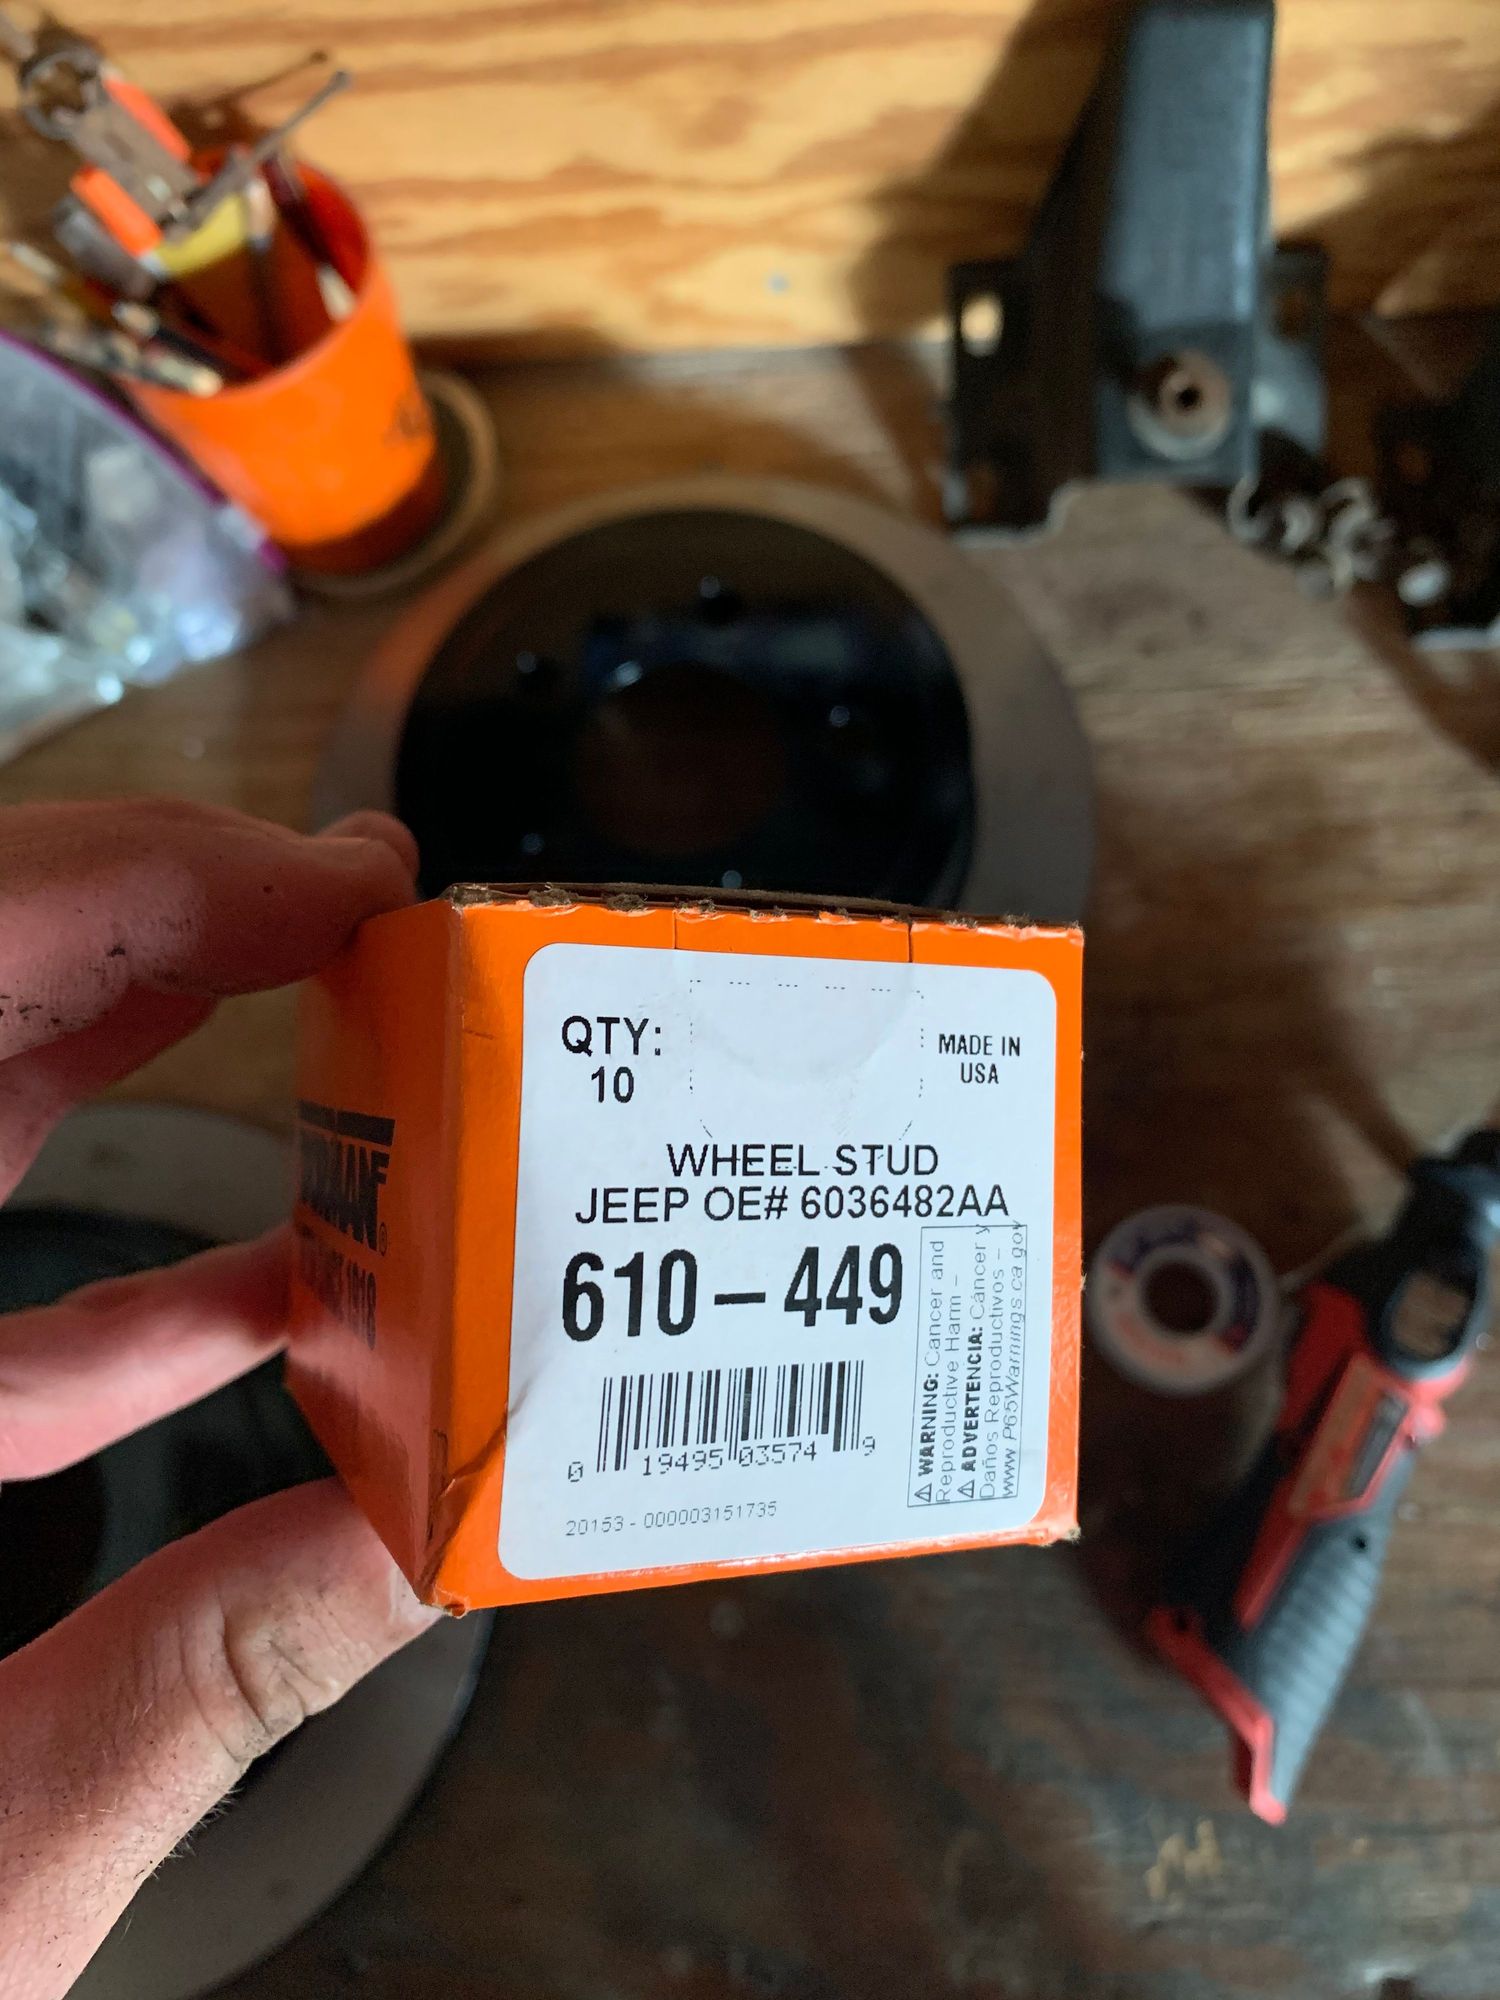 QTY:
10
MADE IN
USA
WHEEL STUD
JEEP OE# 6036482AA
610-449
0 19495 03574 9
20153 - 000003151735
⚠ WARNING: Cancer and
Reproductive Harm -
⚠ ADVERTENCIA: Cáncer y
Daños Reproductivos -
www.P65Warnings.ca.gov